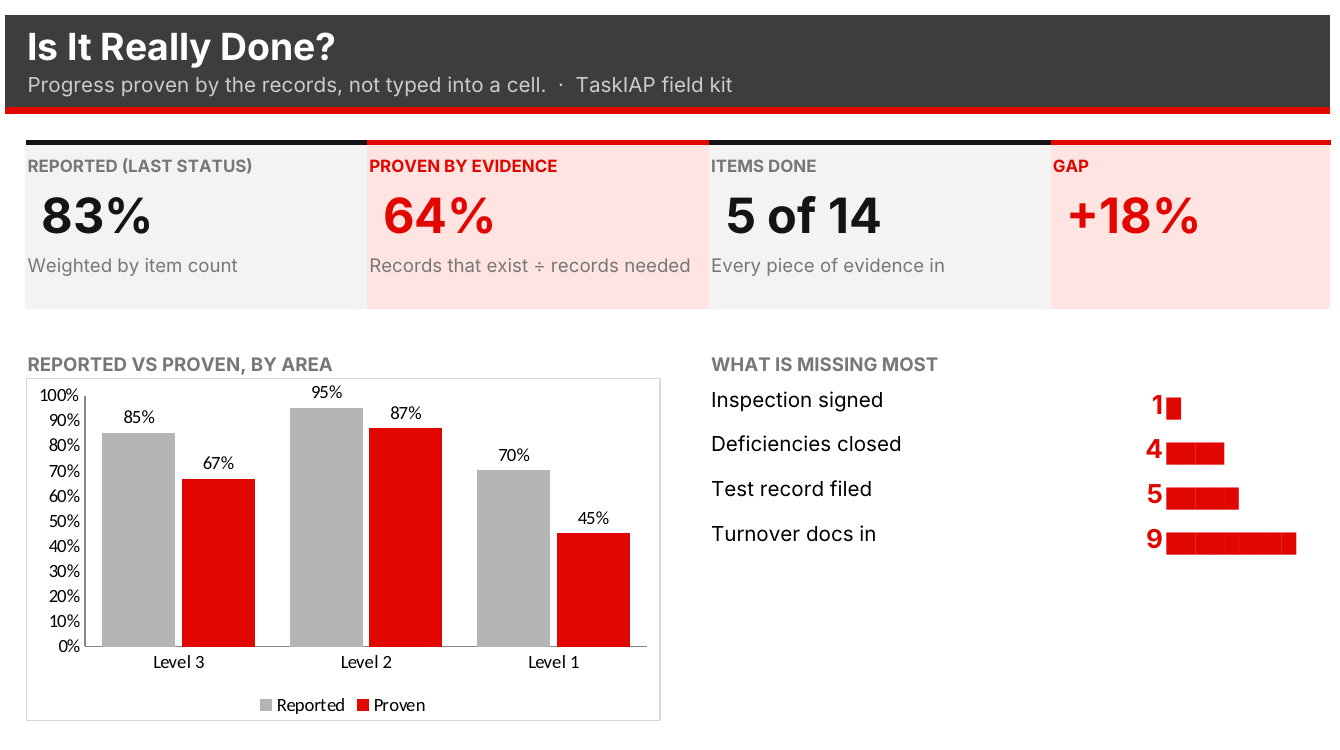 Is It Really Done?
Progress proven by the records, not typed into a cell. · TaskIAP field kit
REPORTED (LAST STATUS)
83%
Weighted by item count
PROVEN BY EVIDENCE
64%
Records that exist ÷ records needed
ITEMS DONE
5 of 14
Every piece of evidence in
GAP
+18%
REPORTED VS PROVEN, BY AREA
100%
90%
80%
70%
60%
50%
40%
30%
20%
10%
0%
85%
67%
95%
87%
70%
45%
Level 3
Level 2
Level 1
Reported
Proven
WHAT IS MISSING MOST
Inspection signed 1
Deficiencies closed 4
Test record filed 5
Turnover docs in 9